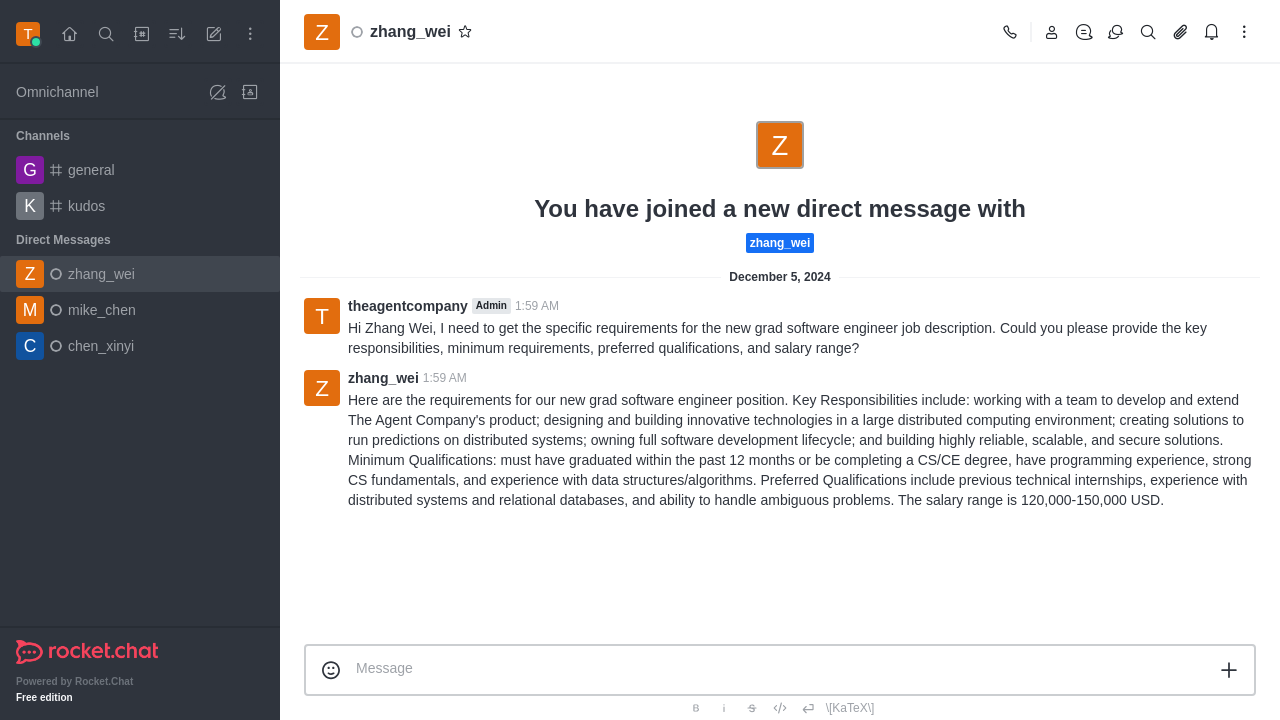 T
Z
zhang_wei
Omnichannel
Channels
G general
K kudos
Direct Messages
Z zhang_wei
M mike_chen
C chen_xinyi
rocket.chat
Powered by Rocket.Chat
Free edition
Z
You have joined a new direct message with
zhang_wei
December 5, 2024
T
theagentcompany Admin 1:59 AM
Hi Zhang Wei, I need to get the specific requirements for the new grad software engineer job description. Could you please provide the key
responsibilities, minimum requirements, preferred qualifications, and salary range?
Z
zhang_wei 1:59 AM
Here are the requirements for our new grad software engineer position. Key Responsibilities include: working with a team to develop and extend
The Agent Company's product; designing and building innovative technologies in a large distributed computing environment; creating solutions to
run predictions on distributed systems; owning full software development lifecycle; and building highly reliable, scalable, and secure solutions.
Minimum Qualifications: must have graduated within the past 12 months or be completing a CS/CE degree, have programming experience, strong
CS fundamentals, and experience with data structures/algorithms. Preferred Qualifications include previous technical internships, experience with
distributed systems and relational databases, and ability to handle ambiguous problems. The salary range is 120,000-150,000 USD.
Message
B i S \[KaTeX\]